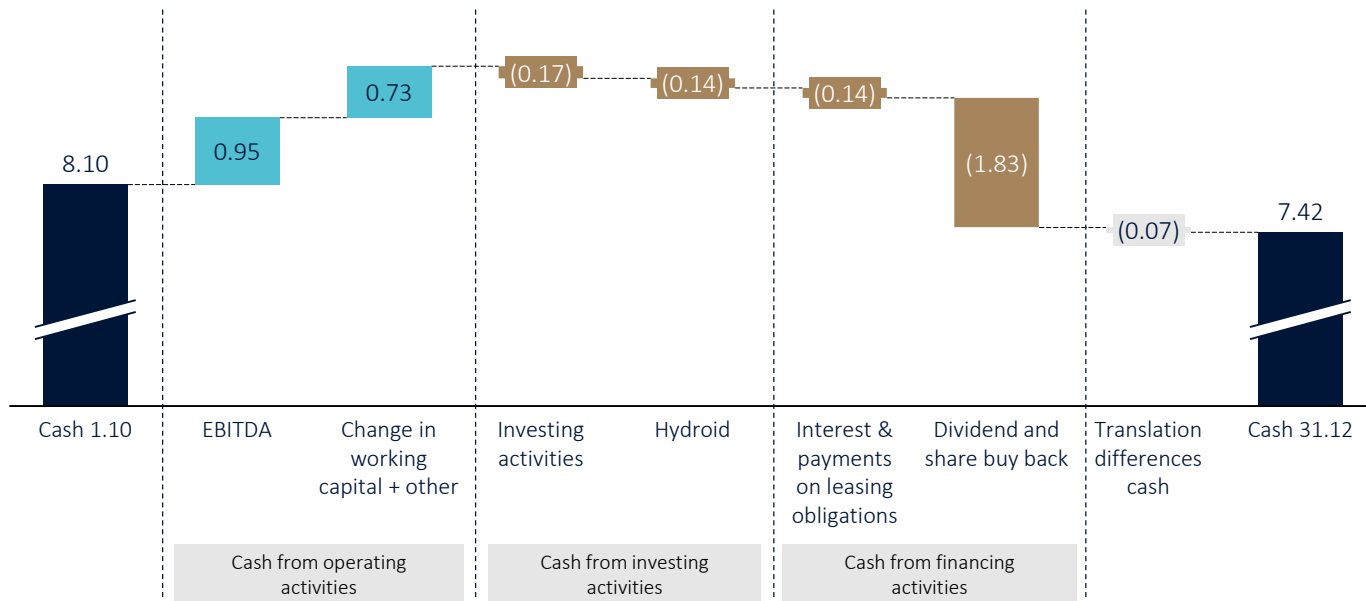 8.10
0.95
0.73
(0.17)
(0.14)
(0.14)
(1.83)
(0.07)
7.42
Cash 1.10
EBITDA
Change in
working
capital + other
Investing
activities
Hydroid
Interest &
payments
on leasing
obligations
Dividend and
share buy back
Translation
differences
cash
Cash 31.12
Cash from operating
activities
Cash from investing
activities
Cash from financing
activities